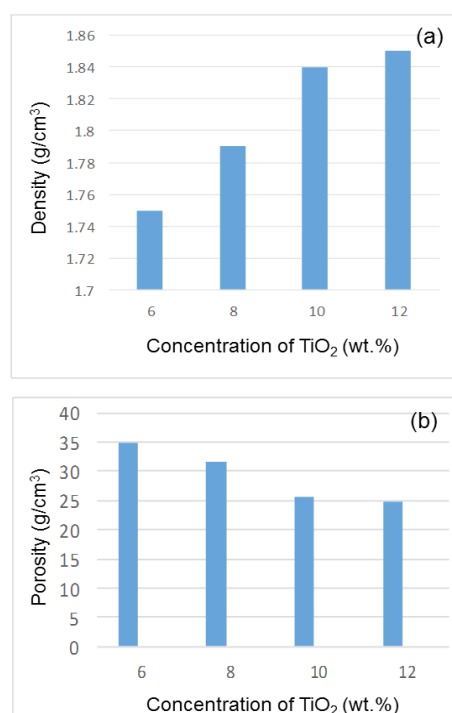 (a)
1.86
1.84
1.82
1.8
1.78
1.76
1.74
1.72
1.7
Density (g/cm³)
6 8 10 12
Concentration of TiO₂ (wt.%)
(b)
40
35
30
25
20
15
10
5
0
Porosity (g/cm³)
6 8 10 12
Concentration of TiO₂ (wt.%)